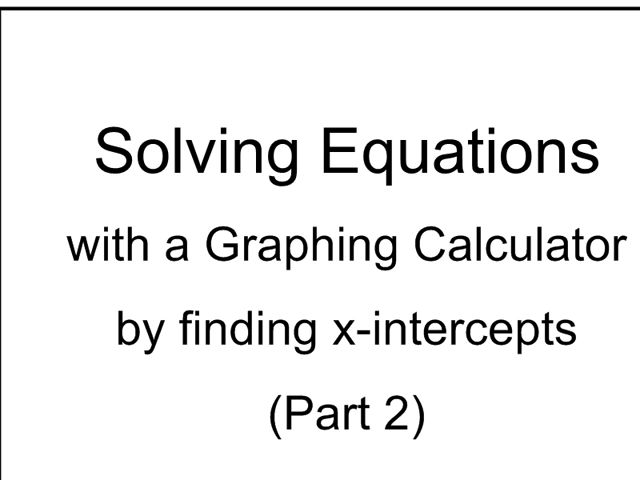 Solving Equations
with a Graphing Calculator
by finding x-intercepts
(Part 2)